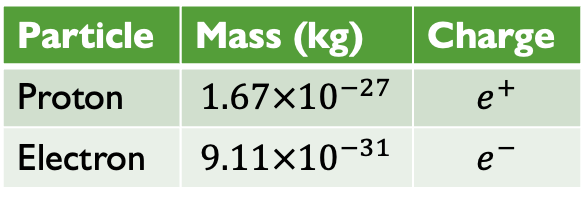 Particle Mass (kg) Charge
Proton 1.67×10⁻²⁷ e⁺
Electron 9.11×10⁻³¹ e⁻